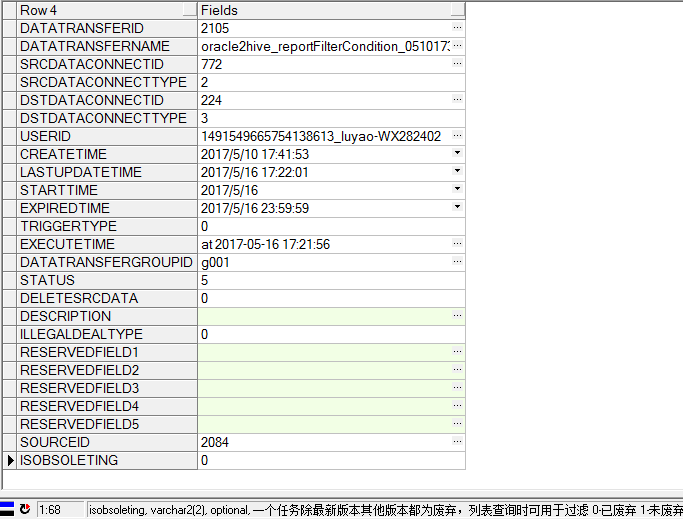 Row 4 Fields
DATATRANSFERID 2105
DATATRANSFERNAME oracle2hive_reportFilterCondition_051017
SRCDATACONNECTID 772
SRCDATACONNECTTYPE 2
DSTDATACONNECTID 224
DSTDATACONNECTTYPE 3
USERID 1491549665754138613_luyao-WX282402
CREATETIME 2017/5/10 17:41:53
LASTUPDATETIME 2017/5/16 17:22:01
STARTTIME 2017/5/16
EXPIREDTIME 2017/5/16 23:59:59
TRIGGERTYPE 0
EXECUTETIME at 2017-05-16 17:21:56
DATATRANSFERGROUPID g001
STATUS 5
DELETESRCDATA 0
DESCRIPTION
ILLEGALDEALTYPE 0
RESERVEDFIELD1
RESERVEDFIELD2
RESERVEDFIELD3
RESERVEDFIELD4
RESERVEDFIELD5
SOURCEID 2084
ISOBSOLETING 0
1:68 isobsoleting, varchar2(2), optional, 一个任务除最新版本其他版本都为废弃，列表查询时可用于过滤 0-已废弃 1-未废弃